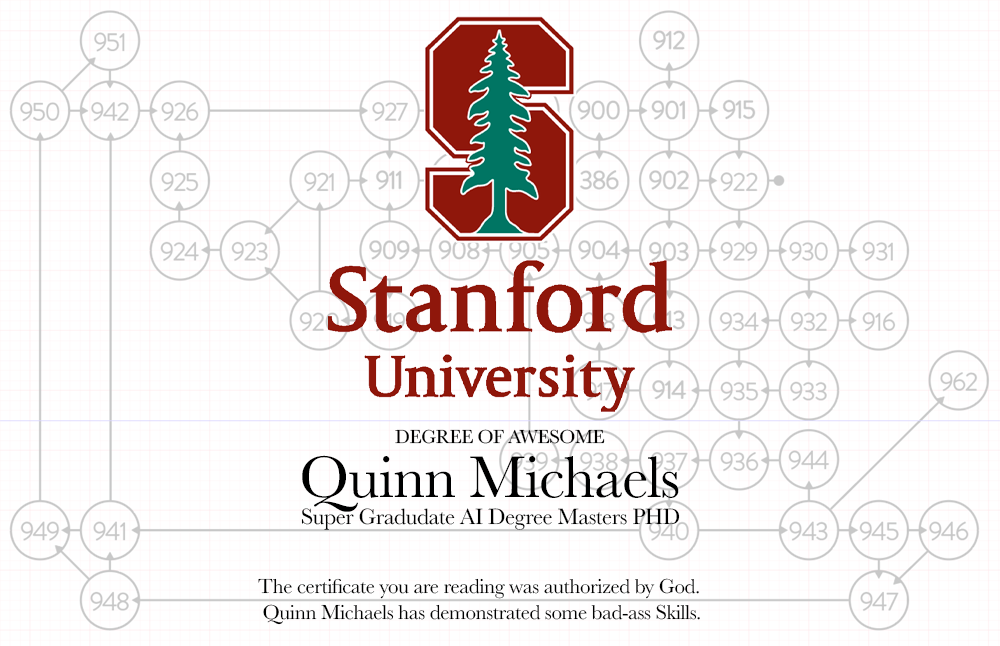 951 912
950 942 926 927 900 901 915
925 921 911 386 902 922
924 923 909 908 905 904 903 929 930 931
S
Stanford
934 932 916
University
917 914 935 933 962
DEGREE OF AWESOME
939 938 937 936 944
Quinn Michaels
Super Gradudate AI Degree Masters PHD
949 941 940 943 945 946
The certificate you are reading was authorized by God.
948 947
Quinn Michaels has demonstrated some bad-ass Skills.